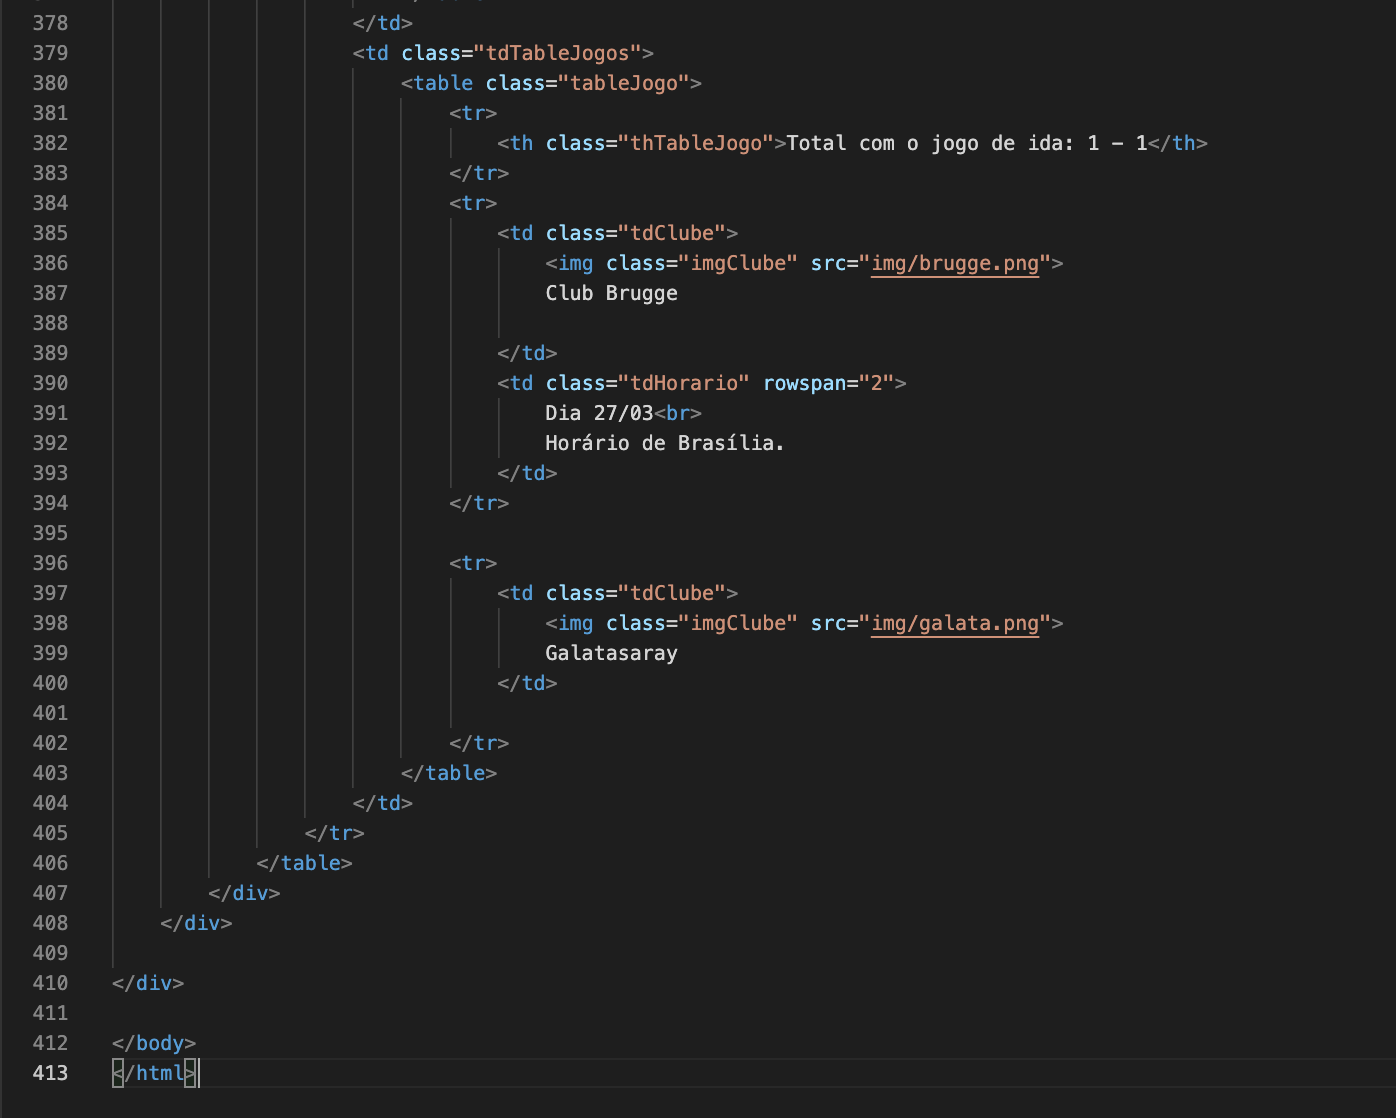 378 </td>
379 <td class="tdTableJogos">
380 <table class="tableJogo">
381 <tr>
382 <th class="thTableJogo">Total com o jogo de ida: 1 - 1</th>
383 </tr>
384 <tr>
385 <td class="tdClube">
386 <img class="imgClube" src="img/brugge.png">
387 Club Brugge
388
389 </td>
390 <td class="tdHorario" rowspan="2">
391 Dia 27/03<br>
392 Horário de Brasília.
393 </td>
394 </tr>
395
396 <tr>
397 <td class="tdClube">
398 <img class="imgClube" src="img/galata.png">
399 Galatasaray
400 </td>
401
402 </tr>
403 </table>
404 </td>
405 </tr>
406 </table>
407 </div>
408 </div>
409
410 </div>
411
412 </body>
413 </html>